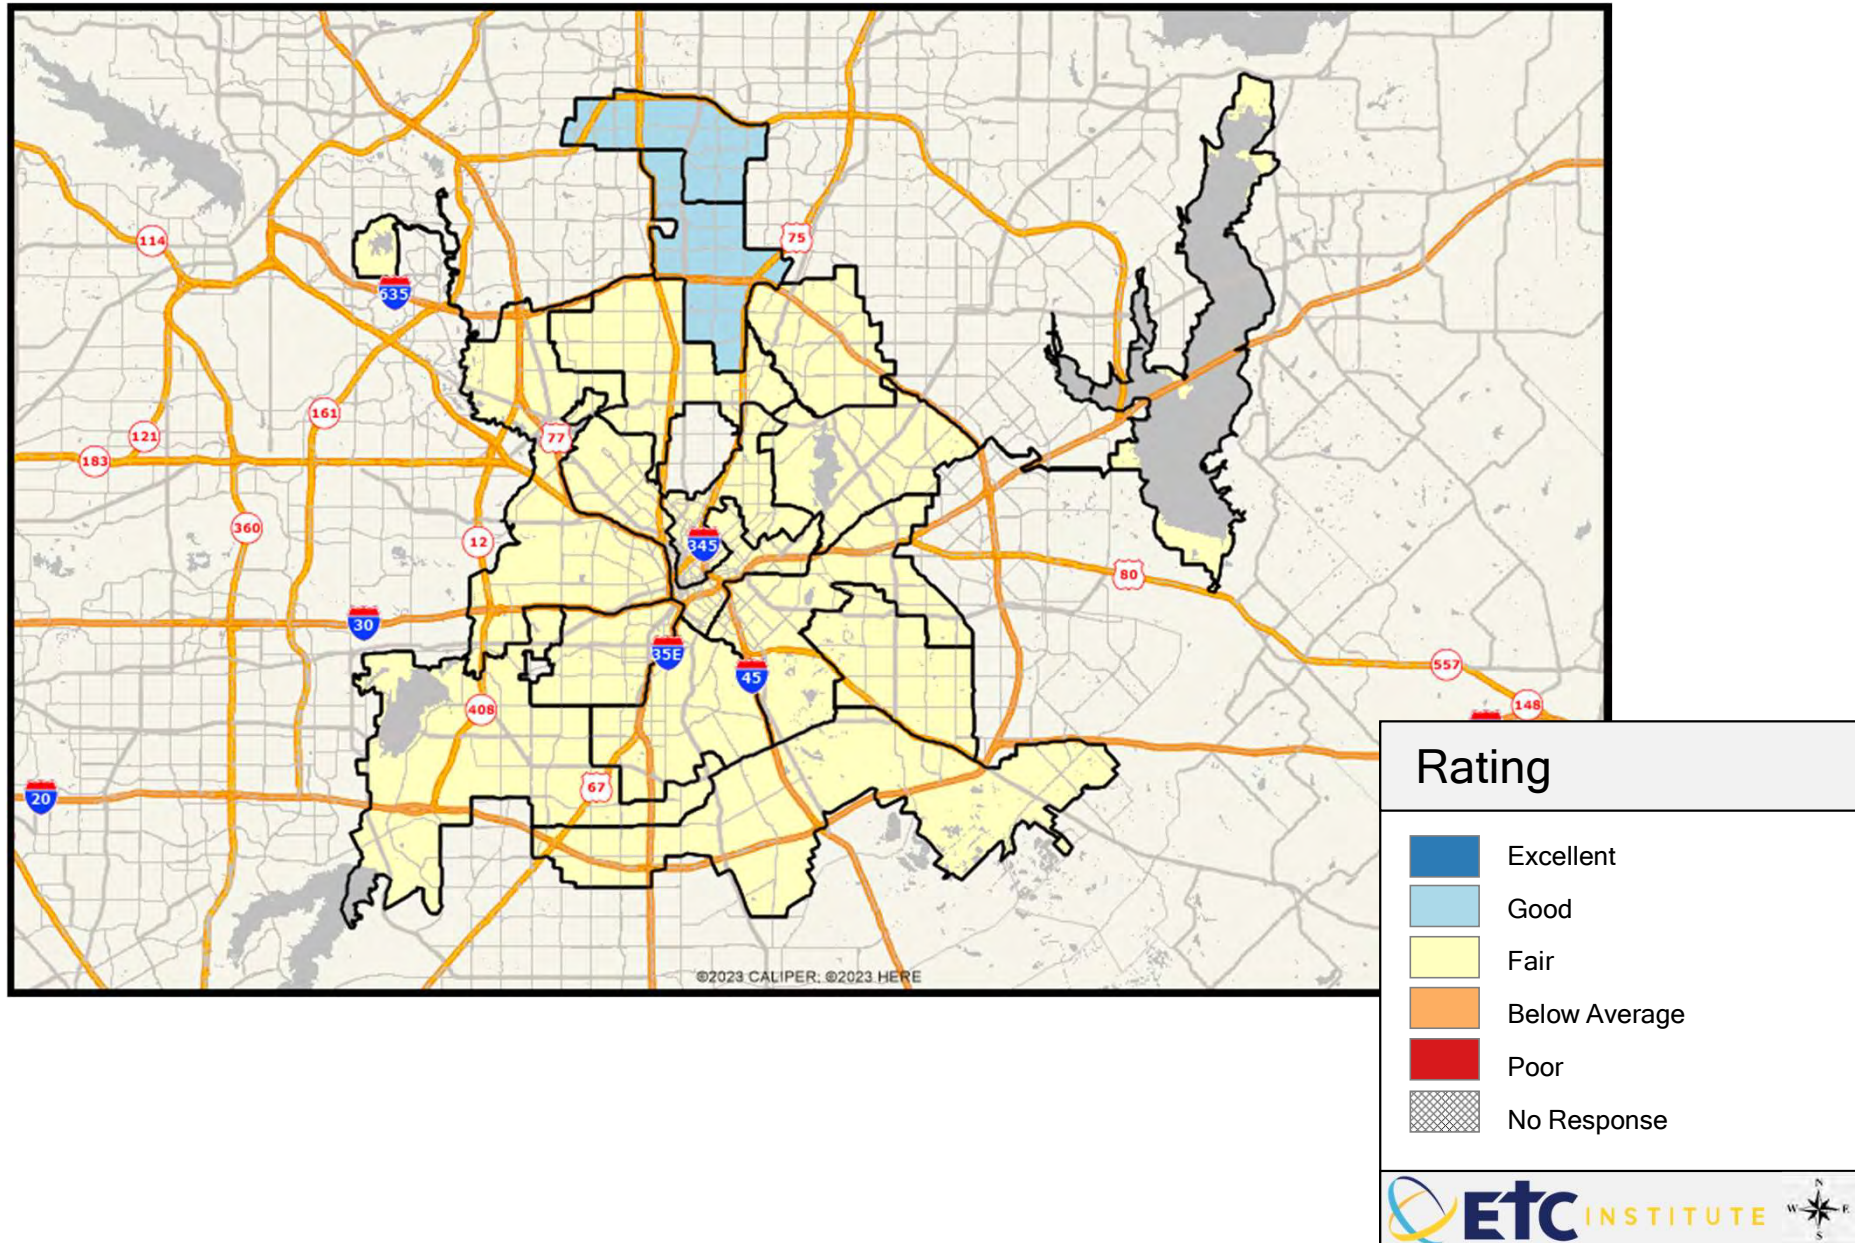 75
114
635
161
121
77
183
360
12
345
80
30
35E
45
557
408
148
67
20
©2023 CALIPER; ©2023 HERE
Rating
Excellent
Good
Fair
Below Average
Poor
No Response
ETC INSTITUTE
N
W E
S